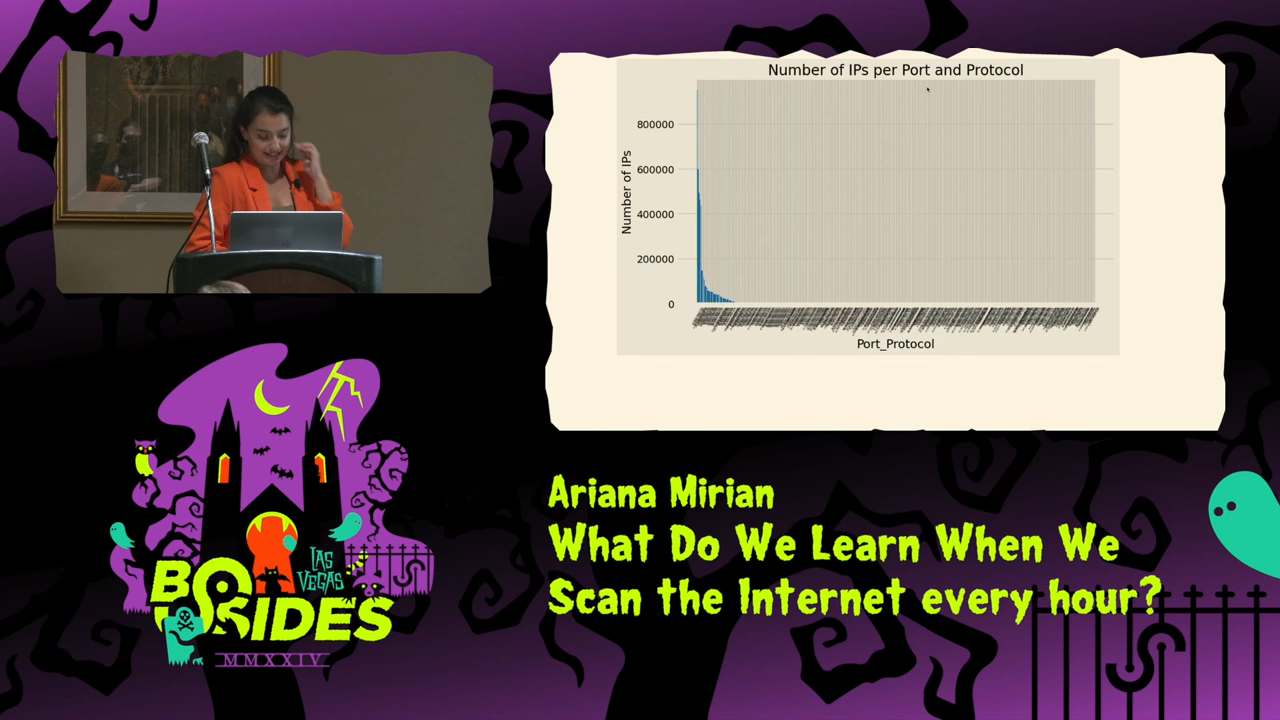 Number of IPs per Port and Protocol
Number of IPs
800000
600000
400000
200000
0
Port_Protocol
Ariana Mirian
What Do We Learn When We
Scan the Internet every hour?
LAS
VEGAS
BSIDES
MMXXIV